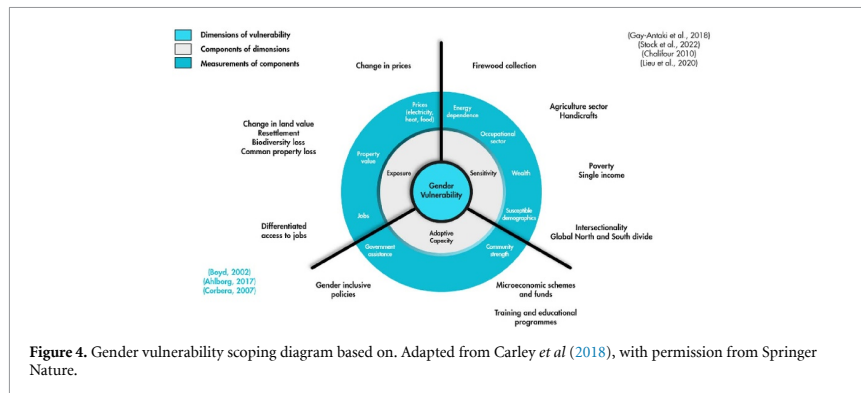 Dimensions of vulnerability
Components of dimensions
Measurements of components
(Gay-Antoki et al., 2018)
(Stock et al., 2022)
(Chalifour 2010)
(Lieu et al., 2020)
Change in prices
Firewood collection
Change in land value
Resettlement
Biodiversity loss
Common property loss
Agriculture sector
Handicrafts
Poverty
Single income
Differentiated
access to jobs
Intersectionality
Global North and South divide
(Boyd, 2002)
(Ahlborg, 2017)
(Corbera, 2007)
Gender inclusive
policies
Microeconomic schemes
and funds
Training and educational
programmes
Prices
(electricity,
heat, food)
Energy
dependence
Occupational
sector
Property
value
Wealth
Jobs
Susceptible
demographics
Government
assistance
Community
strength
Exposure
Sensitivity
Adaptive
Capacity
Gender
Vulnerability
Figure 4. Gender vulnerability scoping diagram based on. Adapted from Carley et al (2018), with permission from Springer
Nature.